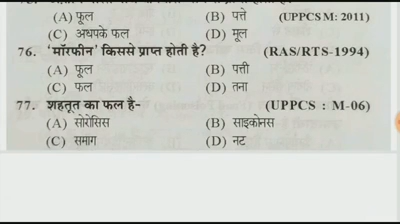 (A) फूल (B) पत्ते (UPPCS M: 2011)
(C) अधपके फल (D) मूल
76. ‘मॉरफीन’ किससे प्राप्त होती है? (RAS/RTS-1994)
(A) फूल (B) पत्ती
(C) फल (D) तना
77. शहतूत का फल है- (UPPCS : M-06)
(A) सोरोसिस (B) साइकोनस
(C) समाग (D) नट